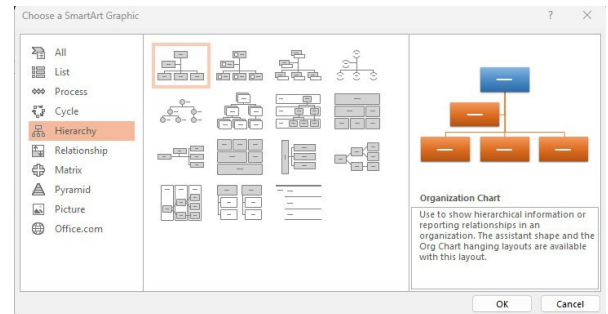 Choose a SmartArt Graphic
?
All
List
Process
Cycle
Hierarchy
Relationship
Matrix
Pyramid
Picture
Office.com
Organization Chart
Use to show hierarchical information or
reporting relationships in an
organization. The assistant shape and the
Org Chart hanging layouts are available
with this layout.
OK
Cancel